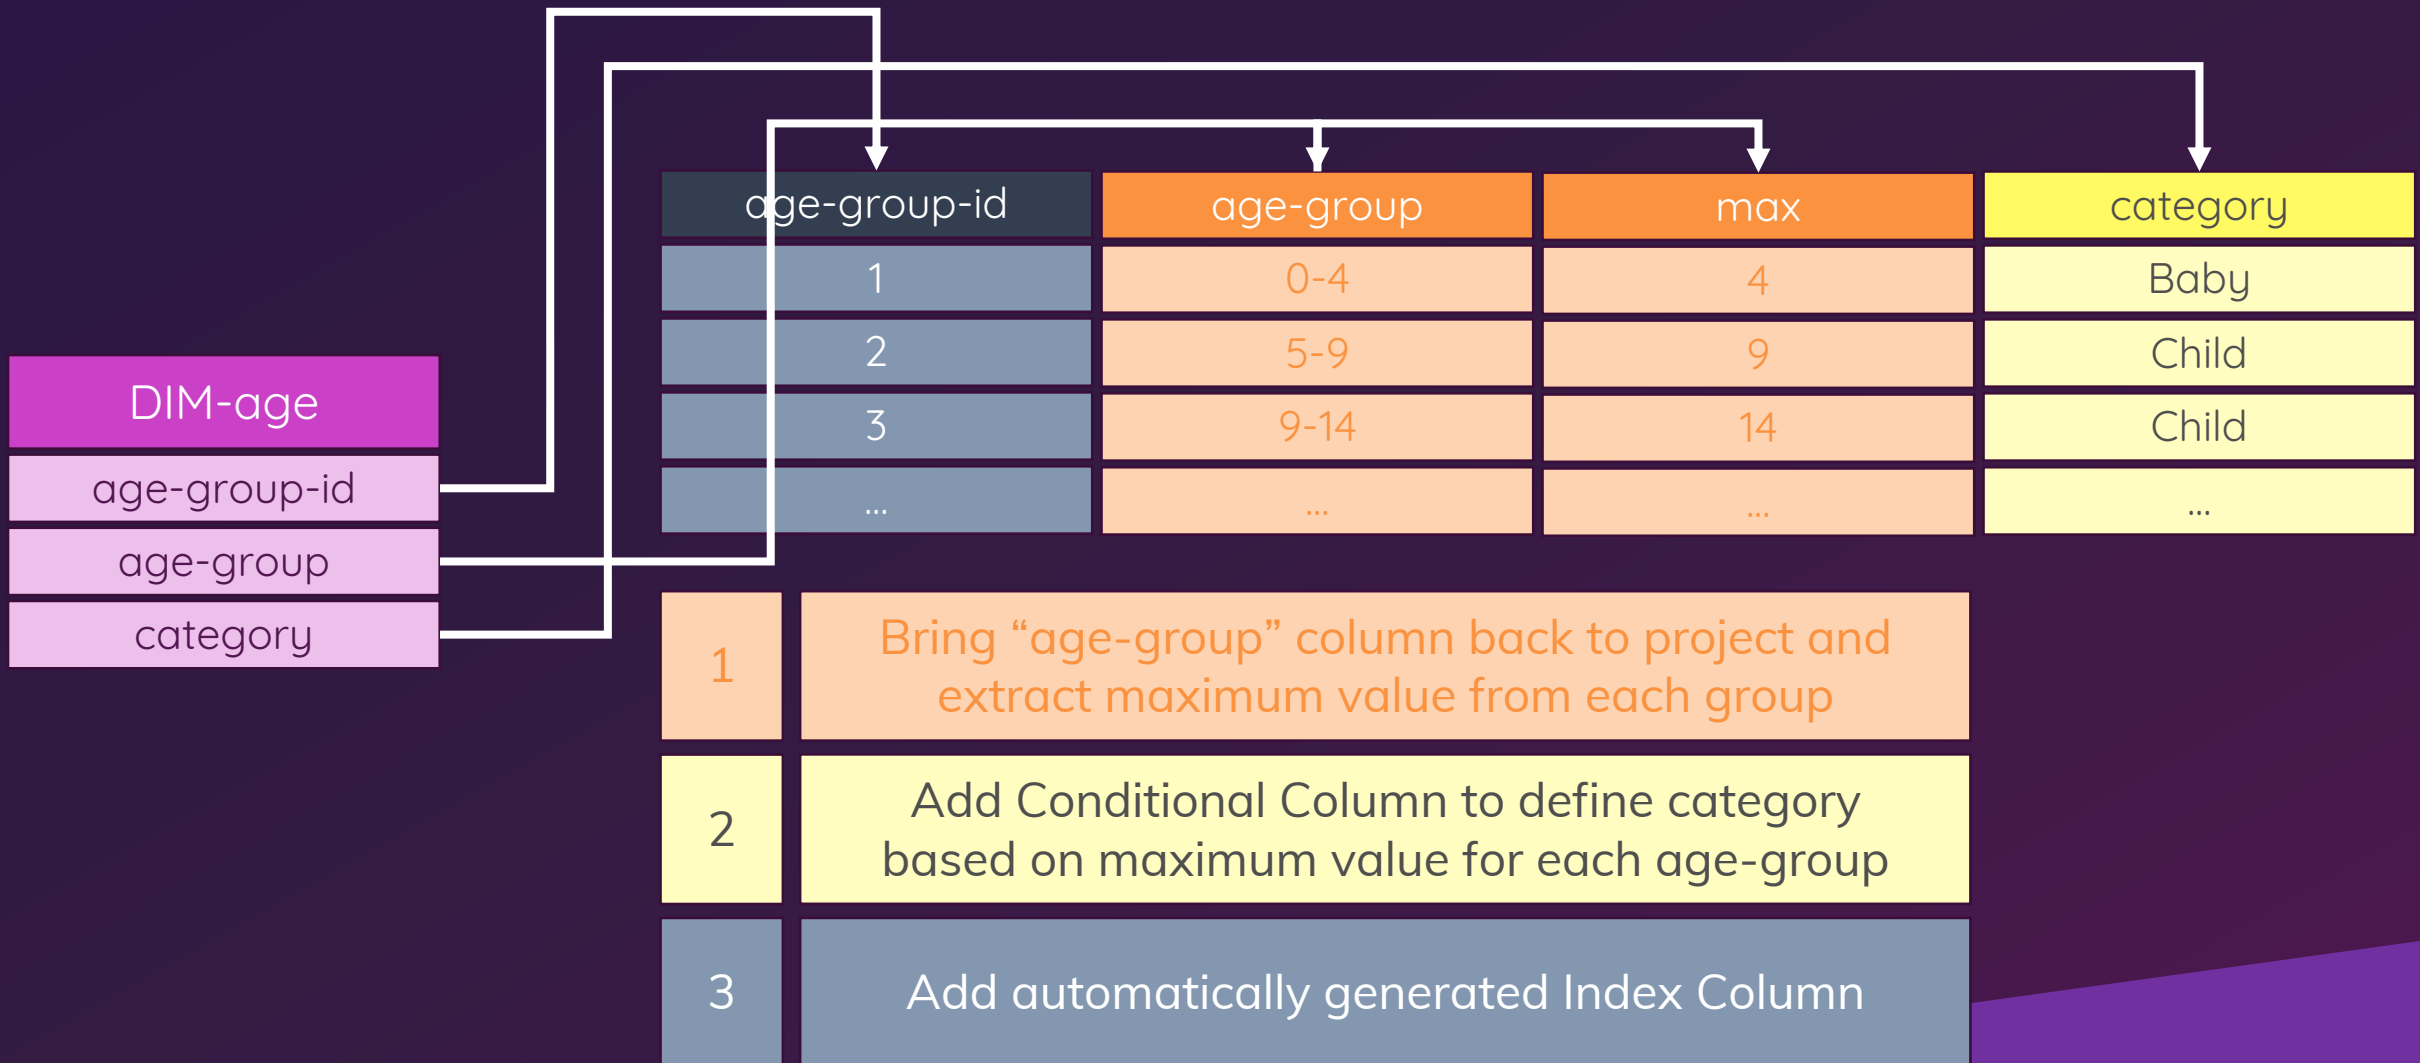 age-group-id age-group max category
1 0-4 4 Baby
2 5-9 9 Child
3 9-14 14 Child
... ... ... ...
DIM-age
age-group-id
age-group
category
1
Bring “age-group” column back to project and
extract maximum value from each group
2
Add Conditional Column to define category
based on maximum value for each age-group
3
Add automatically generated Index Column